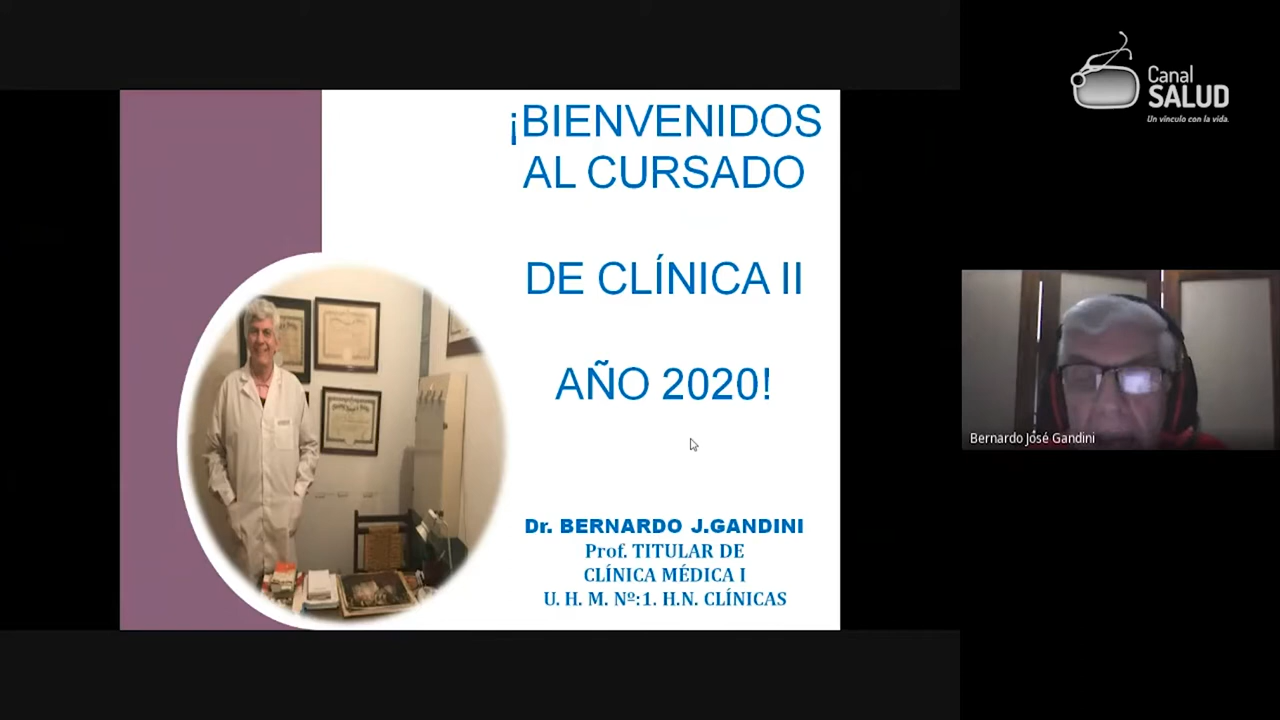 ¡BIENVENIDOS
AL CURSADO
DE CLÍNICA II
AÑO 2020!
Dr. BERNARDO J.GANDINI
Prof. TITULAR DE
CLÍNICA MÉDICA I
U. H. M. Nº:1. H.N. CLÍNICAS
Canal
SALUD
Un vínculo con la vida.
Bernardo José Gandini